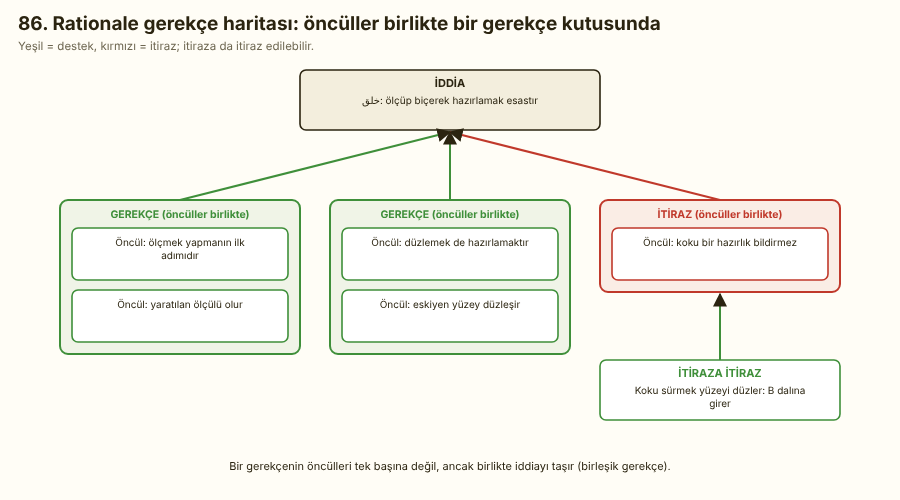 86. Rationale gerekçe haritası: öncüller birlikte bir gerekçe kutusunda
Yeşil = destek, kırmızı = itiraz; itiraza da itiraz edilebilir.
İDDİA
خلق: ölçüp biçerek hazırlamak esastır
GEREKÇE (öncüller birlikte)
Öncül: ölçmek yapmanın ilk
adımıdır
Öncül: yaratılan ölçülü olur
GEREKÇE (öncüller birlikte)
Öncül: düzlemek de hazırlamaktır
Öncül: eskiyen yüzey düzleşir
İTİRAZ (öncüller birlikte)
Öncül: koku bir hazırlık bildirmez
İTİRAZA İTİRAZ
Koku sürmek yüzeyi düzler: B dalına
girer
Bir gerekçenin öncülleri tek başına değil, ancak birlikte iddiayı taşır (birleşik gerekçe).